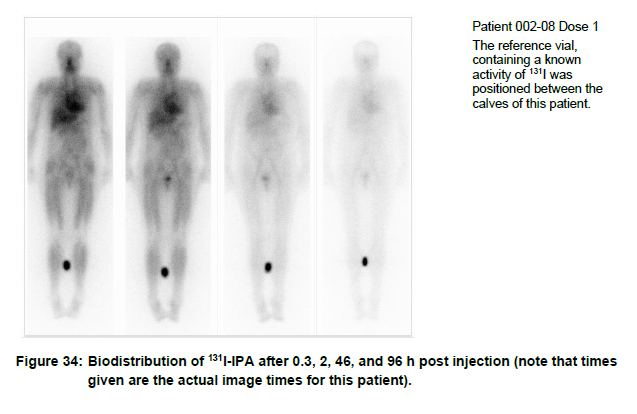 Patient 002-08 Dose 1
The reference vial,
containing a known
activity of ¹³¹I was
positioned between the
calves of this patient.
Figure 34: Biodistribution of ¹³¹I-IPA after 0.3, 2, 46, and 96 h post injection (note that times
given are the actual image times for this patient).